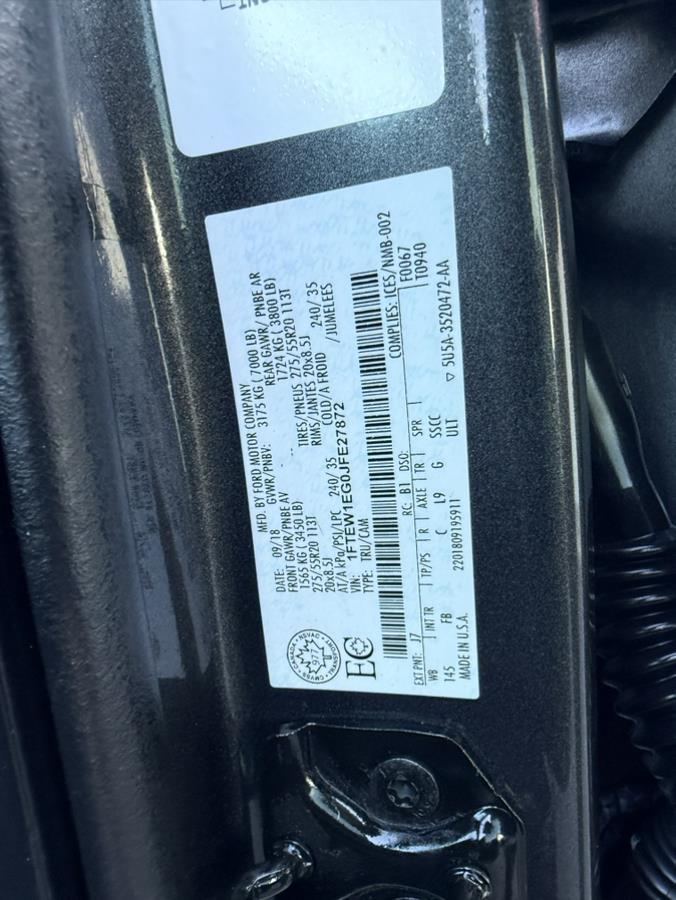 MFD. BY FORD MOTOR COMPANY
DATE: 09/18 GVWR/PNBV: 3175 KG ( 7000 LB)
FRONT GAWR/PNBE AV REAR GAWR/ PNBE AR
1565 KG ( 3450 LB) 1724 KG ( 3800 LB)
275/55R20 113T TIRES/PNEUS 275/55R20 113T
20x8.5J RIMS/JANTES 20x8.5J
AT/A kPa/PSI/LPC 240/ 35 COLD/A FROID 240/ 35
VIN: 1FTEW1EG0JFE27872 /JUMELEES
TYPE: TRU/CAM
COMPLIES: ICES/NMB-002
EXT PNT: J7 RC: B1 DSO: F0067
WB INT TR TP/PS R AXLE TR SPR T0940
145 FB C L9 G SSCC
MADE IN U.S.A. 2201809195911 ULT ▽ 5U5A-3520472-AA
EC
977